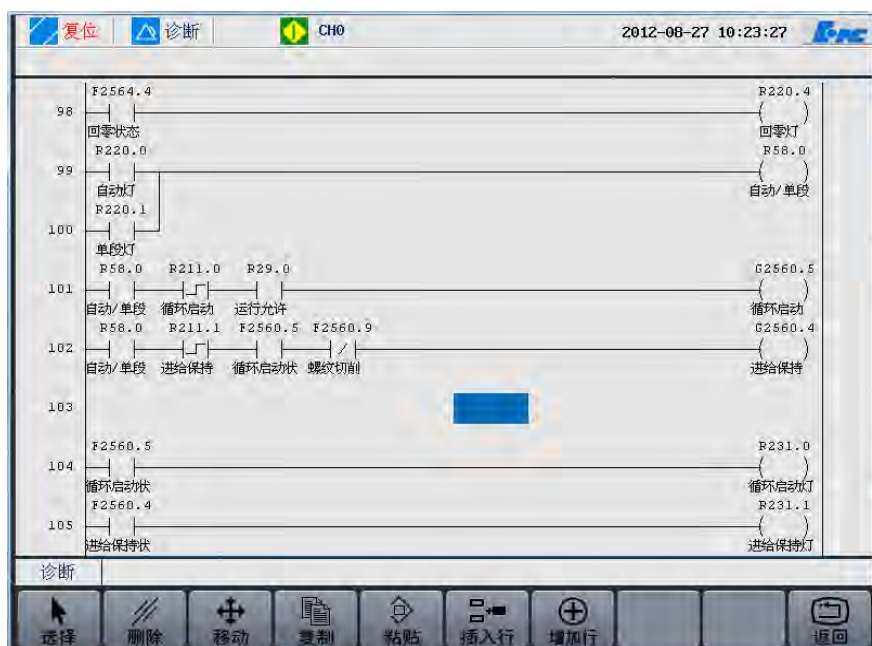 复位 诊断 CH0 2012-08-27 10:23:27
F2564.4 R220.4
98
回零状态 回零灯
R220.0 R58.0
99
自动灯 自动/单段
R220.1
100
单段灯
R58.0 R211.0 R29.0 G2560.5
101
自动/单段 循环启动 运行允许 循环启动
R58.0 R211.1 F2560.5 F2560.9 G2560.4
102
自动/单段 进给保持 循环启动状 螺纹切削 进给保持
103
F2560.5 R231.0
104
循环启动状 循环启动灯
F2560.4 R231.1
105
进给保持状 进给保持灯
诊断
选择 删除 移动 复制 粘贴 插入行 增加行 返回